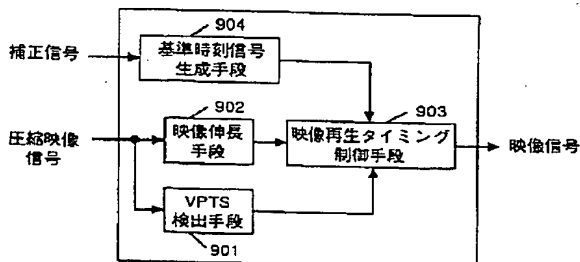 904
補正信号
基準時刻信号
生成手段
902
903
圧縮映像
信号
映像伸長
手段
映像再生タイミング
制御手段
映像信号
VPTS
検出手段
901